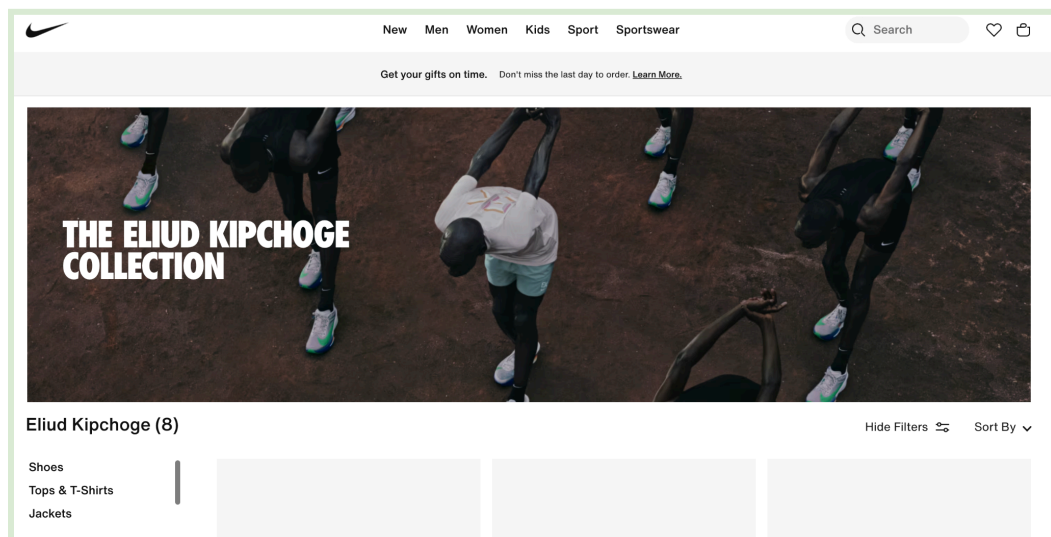 New Men Women Kids Sport Sportswear Search
Get your gifts on time. Don't miss the last day to order. Learn More.
THE ELIUD KIPCHOGE
COLLECTION
Eliud Kipchoge (8)
Hide Filters Sort By
Shoes
Tops & T-Shirts
Jackets